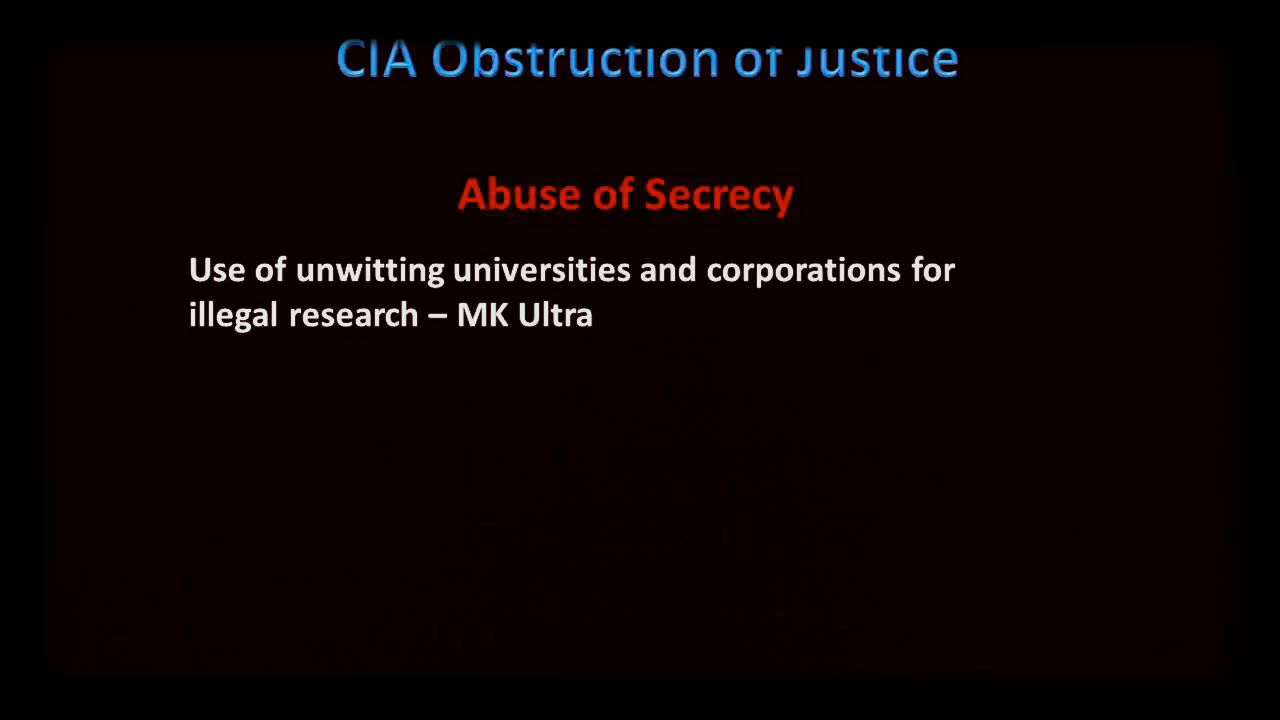 CIA Obstruction of Justice
Abuse of Secrecy
Use of unwitting universities and corporations for
illegal research – MK Ultra